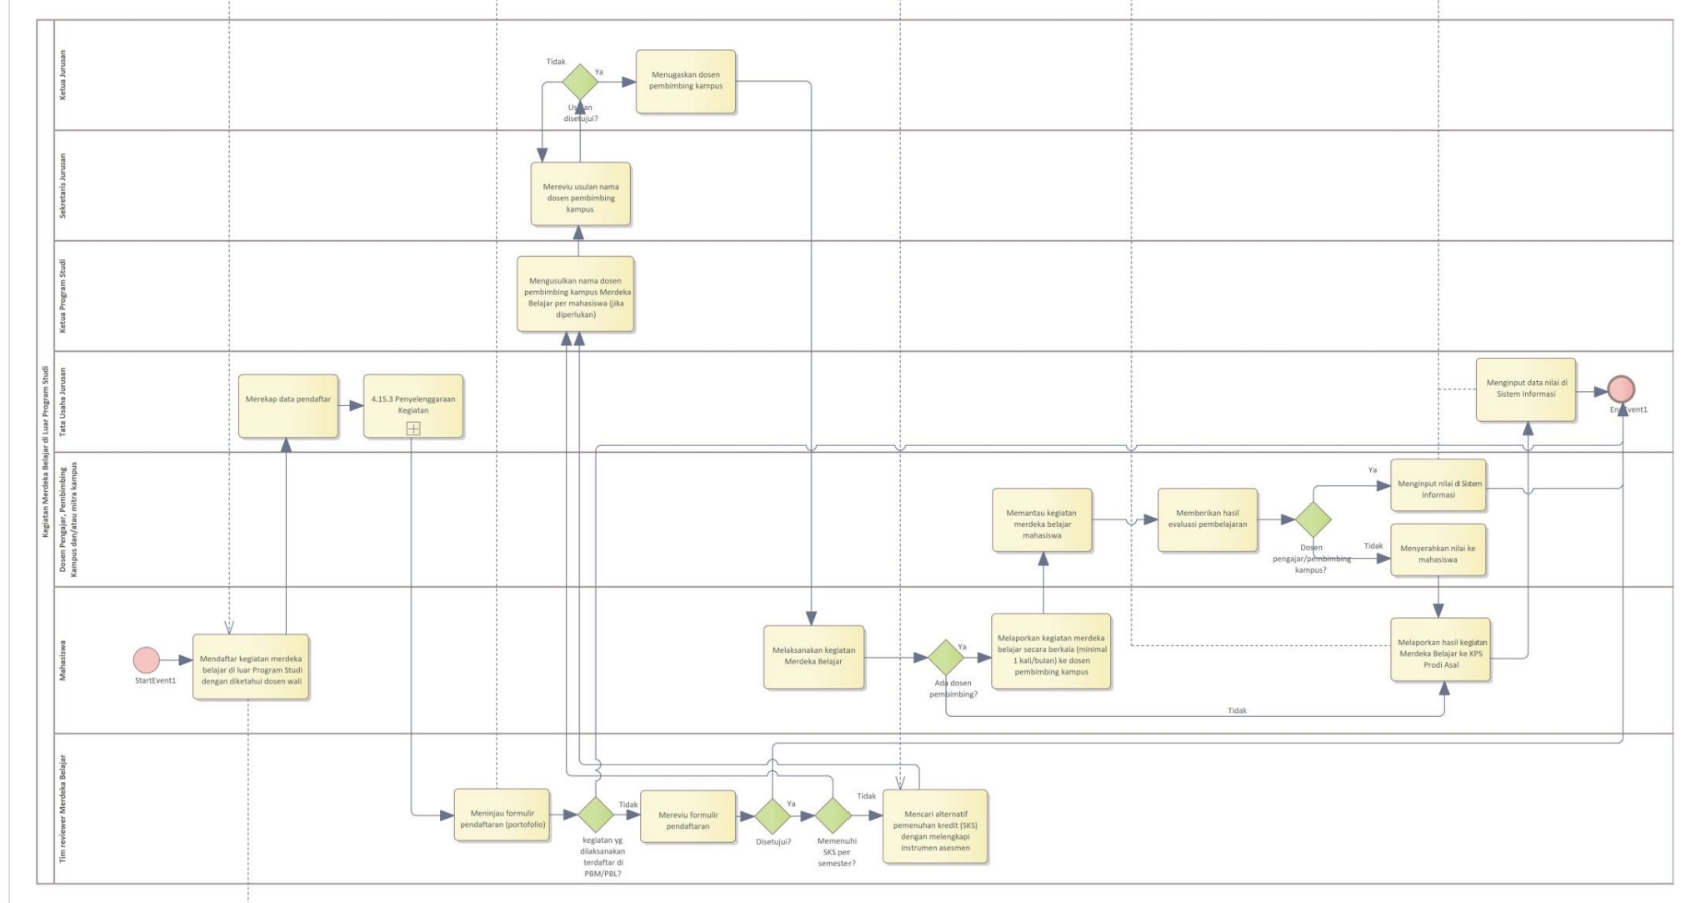 Kegiatan Merdeka Belajar di Luar Program Studi
Ketua Jurusan
Tidak
Ya
Usulan
disetujui?
Menugaskan dosen
pembimbing kampus
Sekretaris Jurusan
Mereviu usulan nama
dosen pembimbing
kampus
Ketua Program Studi
Mengusulkan nama dosen
pembimbing kampus Merdeka
Belajar per mahasiswa (jika
diperlukan)
Tata Usaha Jurusan
Merekap data pendaftar
4.15.3 Penyelenggaraan
Kegiatan
Menginput data nilai di
Sistem Informasi
EndEvent1
Dosen Pengajar, Pembimbing
Kampus dan/atau mitra kampus
Memantau kegiatan
merdeka belajar
mahasiswa
Memberikan hasil
evaluasi pembelajaran
Dosen
pengajar/pembimbing
kampus?
Ya
Menginput nilai di Sistem
Informasi
Tidak
Menyerahkan nilai ke
mahasiswa
Mahasiswa
StartEvent1
Mendaftar kegiatan merdeka
belajar di luar Program Studi
dengan diketahui dosen wali
Melaksanakan kegiatan
Merdeka Belajar
Ya
Ada dosen
pembimbing?
Melaporkan kegiatan merdeka
belajar secara berkala (minimal
1 kali/bulan) ke dosen
pembimbing kampus
Tidak
Melaporkan hasil kegiatan
Merdeka Belajar ke KPS
Prodi Asal
Tim reviewer Merdeka Belajar
Meninjau formulir
pendaftaran (portofolio)
kegiatan yg
dilaksanakan
terdaftar di
PBM/PBL?
Tidak
Mereviu formulir
pendaftaran
Disetujui?
Ya
Memenuhi
SKS per
semester?
Tidak
Mencari alternatif
pemenuhan kredit (SKS)
dengan melengkapi
instrumen asesmen